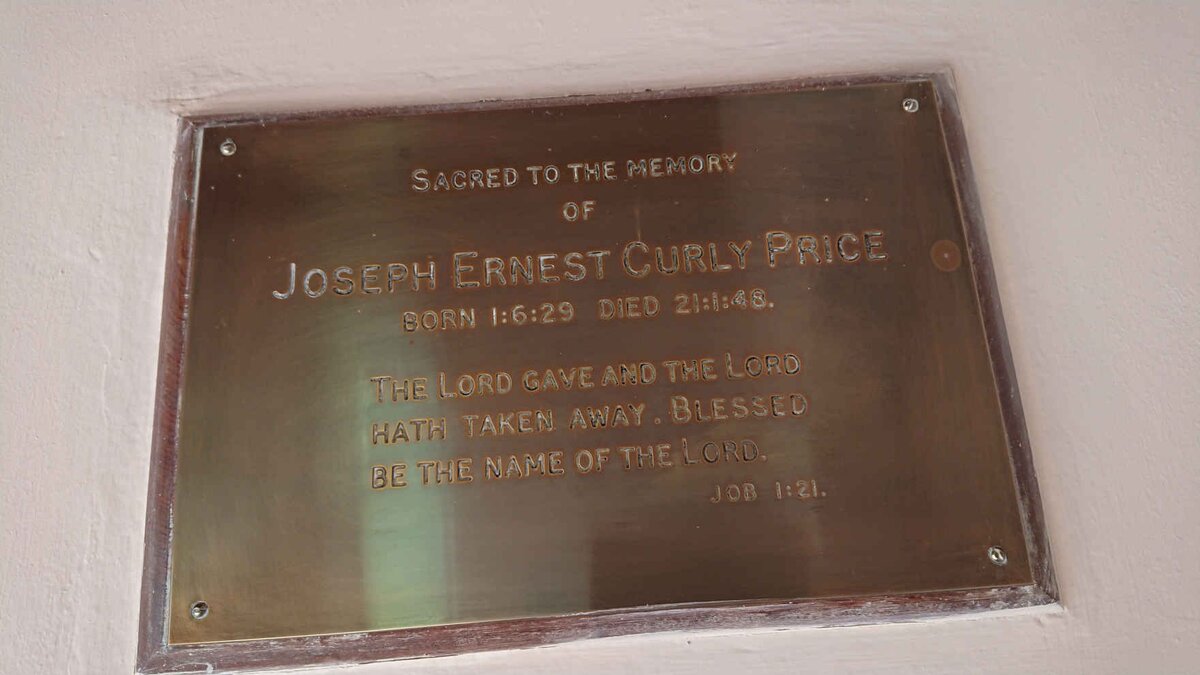 SACRED TO THE MEMORY
OF
JOSEPH ERNEST CURLY PRICE
BORN 1:6:29 DIED 21:1:48.
THE LORD GAVE AND THE LORD
HATH TAKEN AWAY. BLESSED
BE THE NAME OF THE LORD.
JOB 1:21.